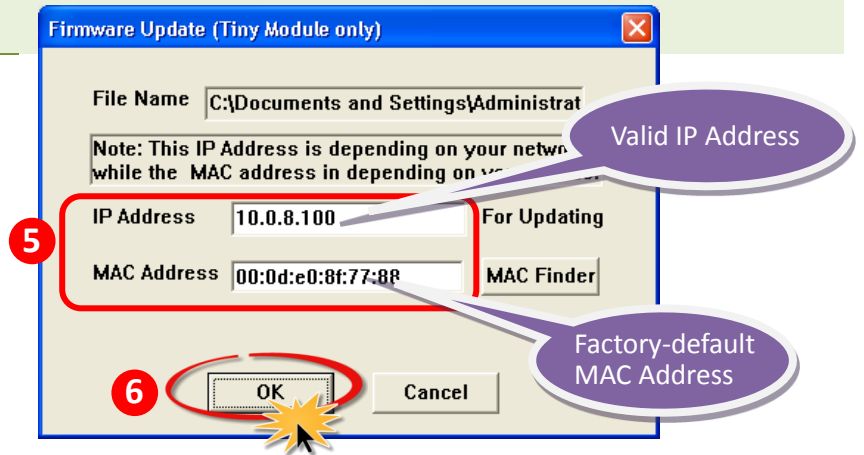 Firmware Update (Tiny Module only)
File Name C:\Documents and Settings\Administrat
Valid IP Address
Note: This IP Address is depending on your netwo
while the MAC address in depending on
5
IP Address 10.0.8.100 For Updating
MAC Address 00:0d:e0:8f:77:88 MAC Finder
Factory-default
MAC Address
6
OK Cancel